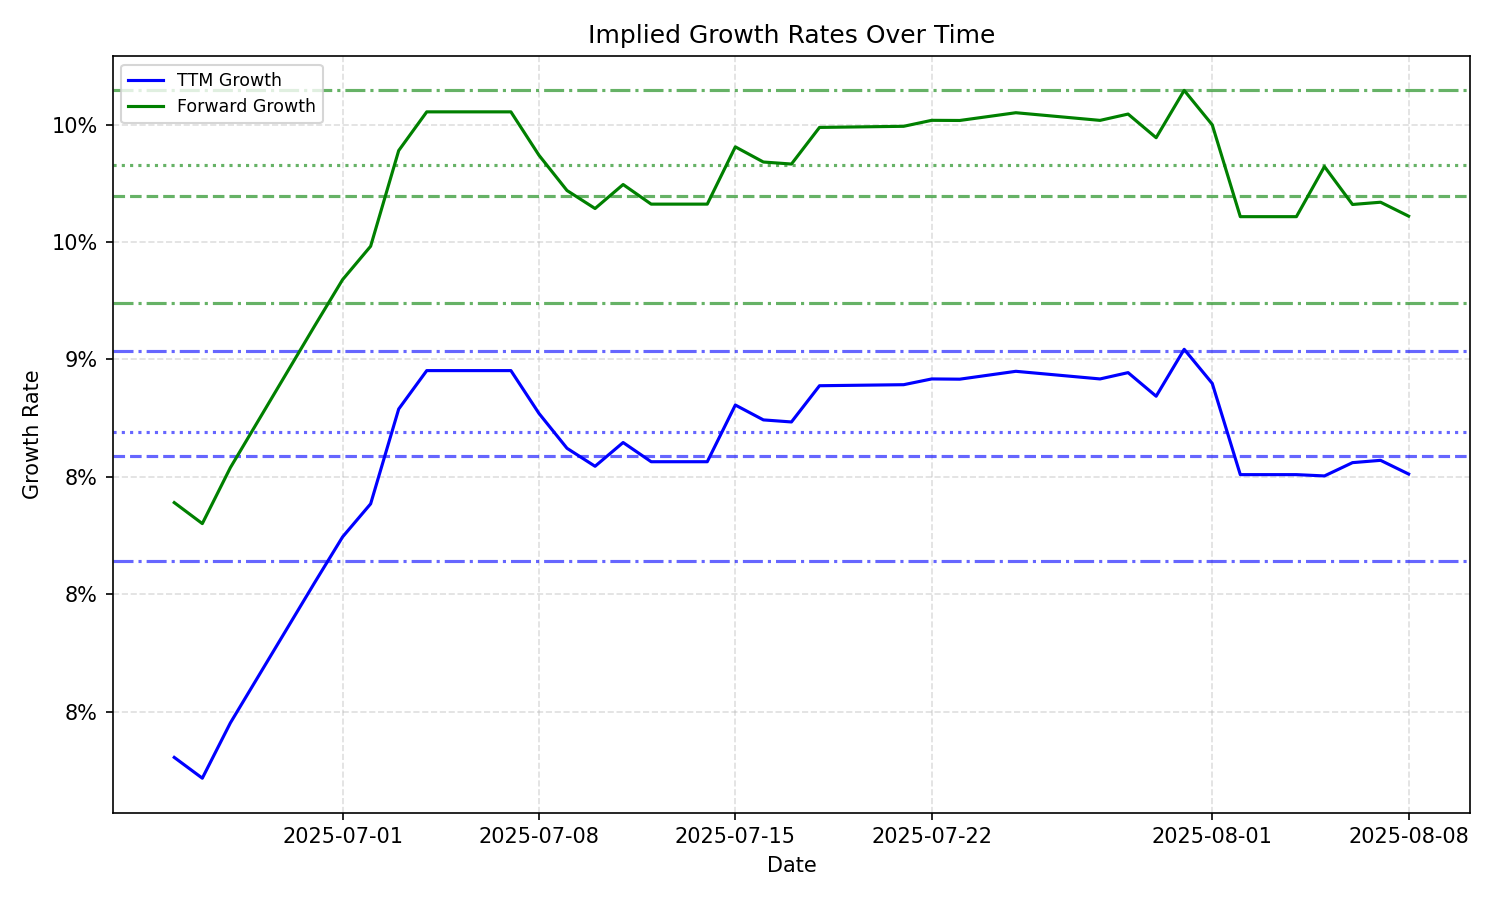 Implied Growth Rates Over Time
TTM Growth
Forward Growth
10%
10%
9%
8%
8%
8%
Growth Rate
2025-07-01
2025-07-08
2025-07-15
2025-07-22
2025-08-01
2025-08-08
Date